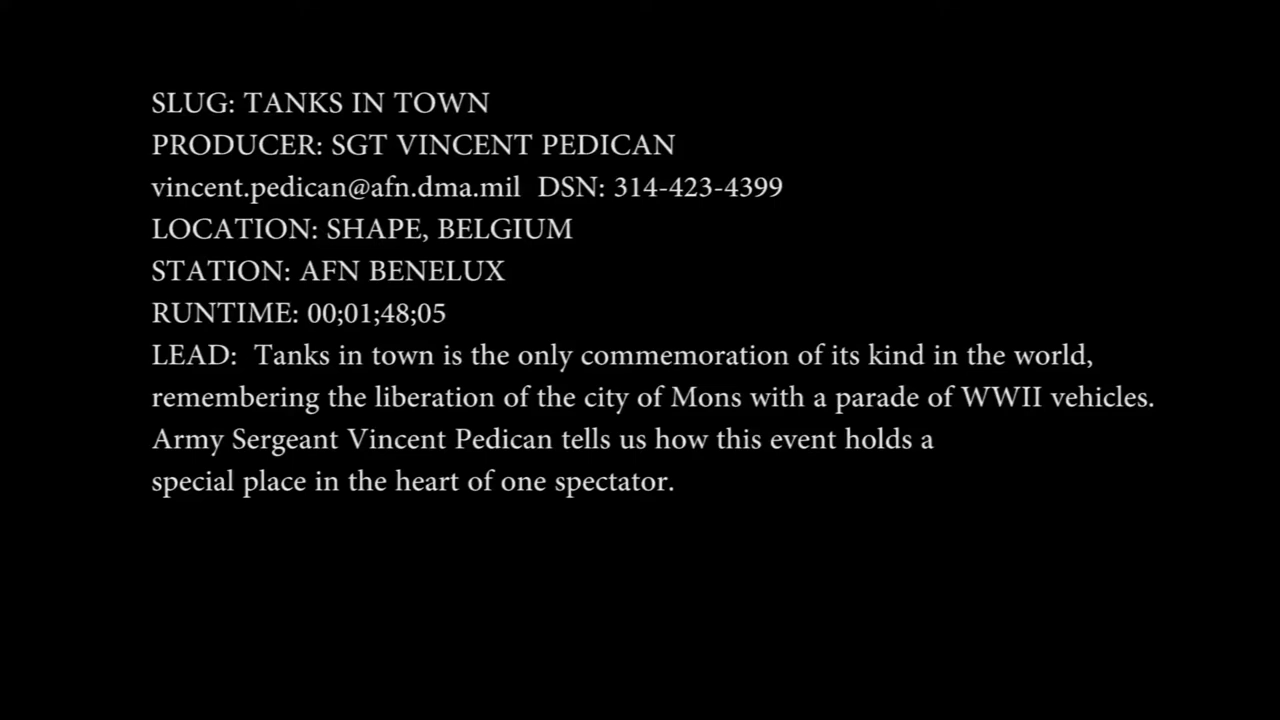 SLUG: TANKS IN TOWN
PRODUCER: SGT VINCENT PEDICAN
vincent.pedican@afn.dma.mil  DSN: 314-423-4399
LOCATION: SHAPE, BELGIUM
STATION: AFN BENELUX
RUNTIME: 00;01;48;05
LEAD:  Tanks in town is the only commemoration of its kind in the world,
remembering the liberation of the city of Mons with a parade of WWII vehicles.
Army Sergeant Vincent Pedican tells us how this event holds a
special place in the heart of one spectator.